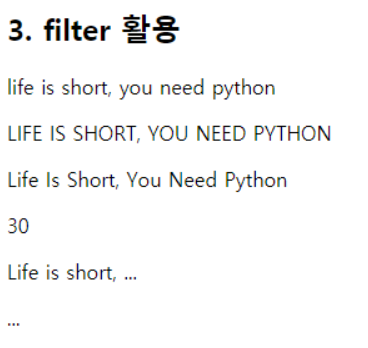 3. filter 활용
life is short, you need python
LIFE IS SHORT, YOU NEED PYTHON
Life Is Short, You Need Python
30
Life is short, ...
...